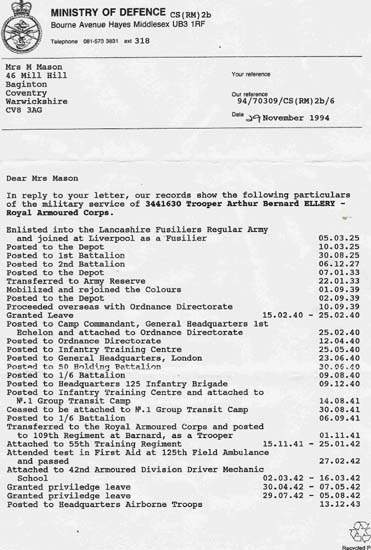 MINISTRY OF DEFENCE CS(RM)2b
Bourne Avenue Hayes Middlesex UB3 1RF
Telephone 081-573 3831 ext 318
Mrs M Mason
46 Mill Hill
Baginton
Coventry
Warwickshire
CV8 3AG
Your reference
Our reference
94/70309/CS(RM)2b/6
Date 29 November 1994
Dear Mrs Mason
In reply to your letter, our records show the following particulars
of the military service of 3441630 Trooper Arthur Bernard ELLERY -
Royal Armoured Corps.
Enlisted into the Lancashire Fusiliers Regular Army
and joined at Liverpool as a Fusilier 05.03.25
Posted to the Depot 10.03.25
Posted to 1st Battalion 30.08.25
Posted to 2nd Battalion 06.12.27
Posted to the Depot 07.01.33
Transferred to Army Reserve 22.01.33
Mobilized and rejoined the Colours 01.09.39
Posted to the Depot 02.09.39
Proceeded overseas with Ordnance Directorate 10.09.39
Granted Leave 15.02.40 - 25.02.40
Posted to Camp Commandant, General Headquarters 1st
Echelon and attached to Ordnance Directorate 25.02.40
Posted to Ordnance Directorate 12.04.40
Posted to Infantry Training Centre 25.05.40
Posted to General Headquarters, London 23.06.40
Posted to 50 Holding Battalion 30.06.40
Posted to 1/6 Battalion 09.08.40
Posted to Headquarters 125 Infantry Brigade 09.12.40
Posted to Infantry Training Centre and attached to
№.1 Group Transit Camp 14.08.41
Ceased to be attached to №.1 Group Transit Camp 30.08.41
Posted to 1/6 Battalion 06.09.41
Transferred to the Royal Armoured Corps and posted
to 109th Regiment at Barnard, as a Trooper 01.11.41
Attached to 55th Training Regiment 15.11.41 - 25.01.42
Attended test in First Aid at 125th Field Ambulance
and passed 27.02.42
Attached to 42nd Armoured Division Driver Mechanic
School 02.03.42 - 16.03.42
Granted priviledge leave 30.04.42 - 07.05.42
Granted priviledge leave 29.07.42 - 05.08.42
Posted to Headquarters Airborne Troops 13.12.43
Recycled P